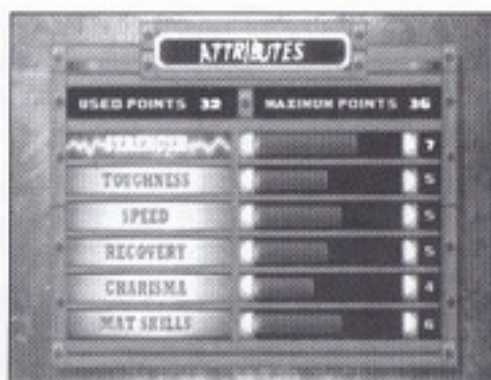 ATTRIBUTES
USED POINTS 32 MAXIMUM POINTS 36
STRENGTH 7
TOUGHNESS 5
SPEED 5
RECOVERY 5
CHARISMA 4
MAT SKILLS 6